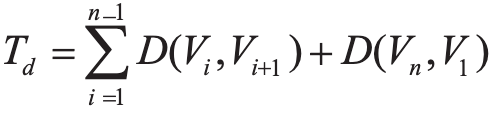 T_d = \sum_{i=1}^{n-1} D(V_i, V_{i+1}) + D(V_n, V_1)